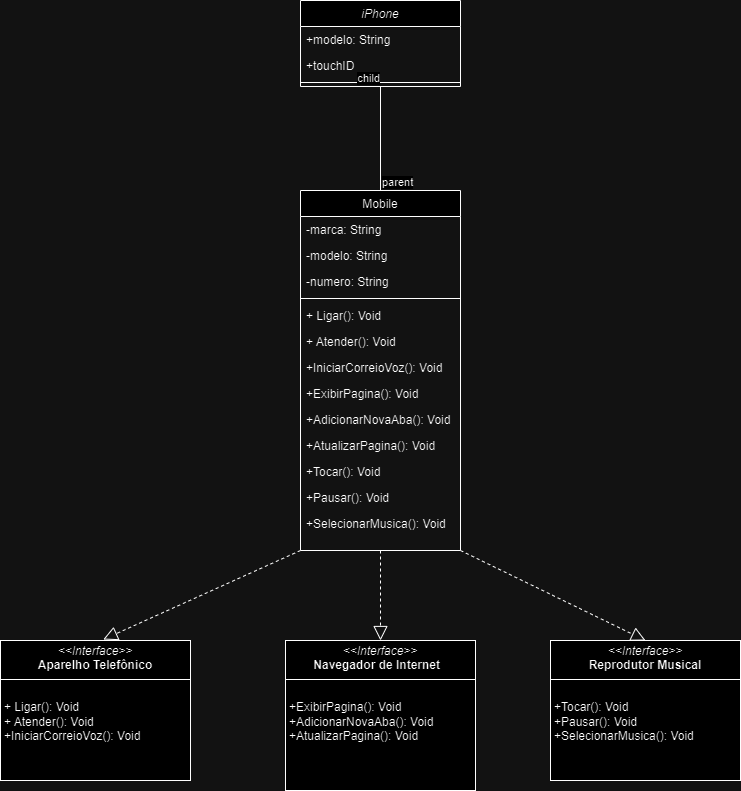 iPhone
+modelo: String
+touchID
child
parent
Mobile
-marca: String
-modelo: String
-numero: String
+ Ligar(): Void
+ Atender(): Void
+IniciarCorreioVoz(): Void
+ExibirPagina(): Void
+AdicionarNovaAba(): Void
+AtualizarPagina(): Void
+Tocar(): Void
+Pausar(): Void
+SelecionarMusica(): Void
<<Interface>>
Aparelho Telefônico
+ Ligar(): Void
+ Atender(): Void
+IniciarCorreioVoz(): Void
<<Interface>>
Navegador de Internet
+ExibirPagina(): Void
+AdicionarNovaAba(): Void
+AtualizarPagina(): Void
<<Interface>>
Reprodutor Musical
+Tocar(): Void
+Pausar(): Void
+SelecionarMusica(): Void